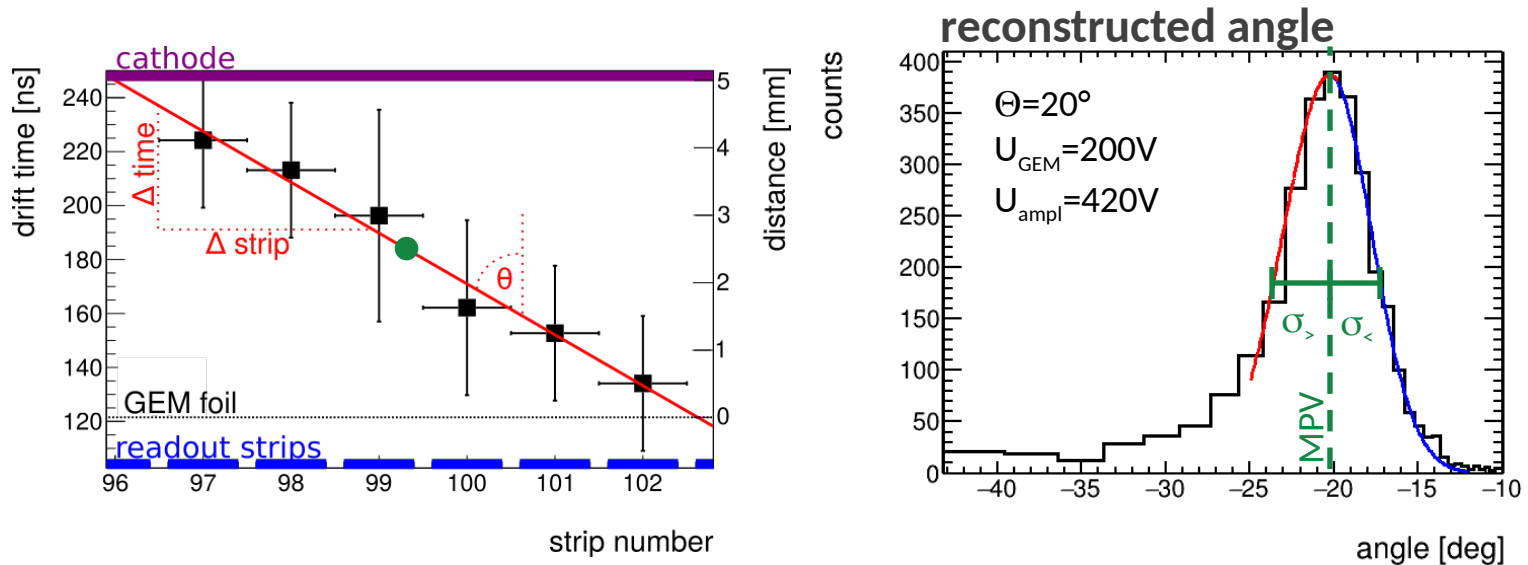 cathode
drift time [ns]
240
220
200
180
160
140
120
Δ time
Δ strip
θ
GEM foil
readout strips
96 97 98 99 100 101 102
strip number
5
4
3
2
1
0
distance [mm]
reconstructed angle
counts
400
350
300
250
200
150
100
50
0
Θ=20°
U_GEM=200V
U_ampl=420V
σ_> σ_<
MPV
−40 −35 −30 −25 −20 −15 −10
angle [deg]